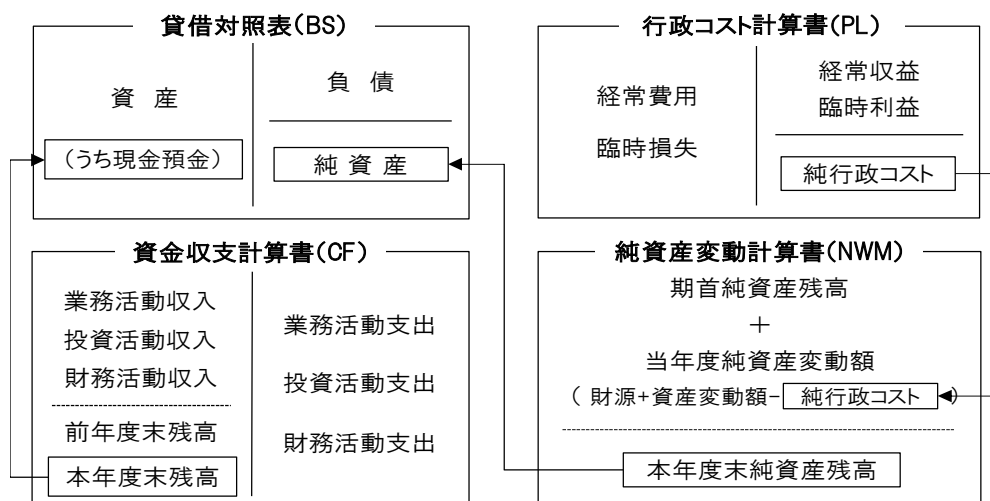 貸借対照表(BS)
資 産
(うち現金預金)
負 債
純 資 産
行政コスト計算書(PL)
経常費用
臨時損失
経常収益
臨時利益
純行政コスト
資金収支計算書(CF)
業務活動収入
投資活動収入
財務活動収入
前年度末残高
本年度末残高
業務活動支出
投資活動支出
財務活動支出
純資産変動計算書(NWM)
期首純資産残高
+
当年度純資産変動額
( 財源+資産変動額- 純行政コスト )
本年度末純資産残高